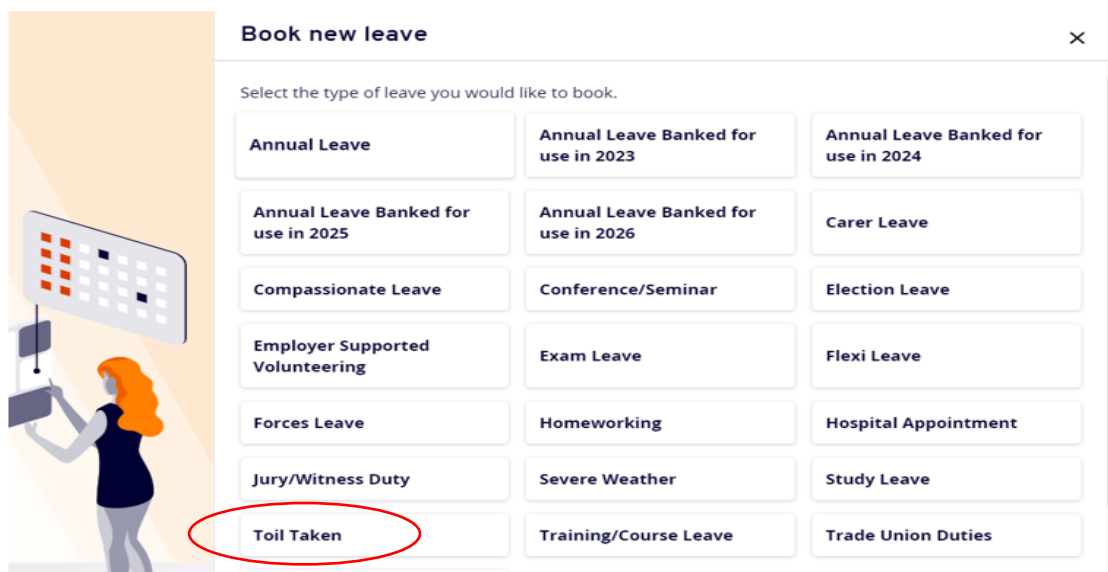 Book new leave
Select the type of leave you would like to book.
Annual Leave
Annual Leave Banked for
use in 2023
Annual Leave Banked for
use in 2024
Annual Leave Banked for
use in 2025
Annual Leave Banked for
use in 2026
Carer Leave
Compassionate Leave
Conference/Seminar
Election Leave
Employer Supported
Volunteering
Exam Leave
Flexi Leave
Forces Leave
Homeworking
Hospital Appointment
Jury/Witness Duty
Severe Weather
Study Leave
Toil Taken
Training/Course Leave
Trade Union Duties